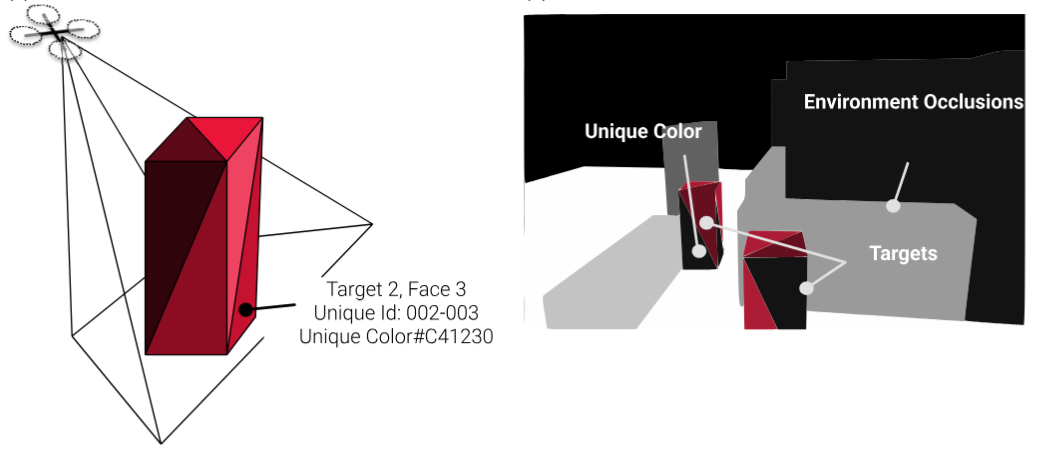 Target 2, Face 3
Unique Id: 002-003
Unique Color#C41230
Environment Occlusions
Unique Color
Targets